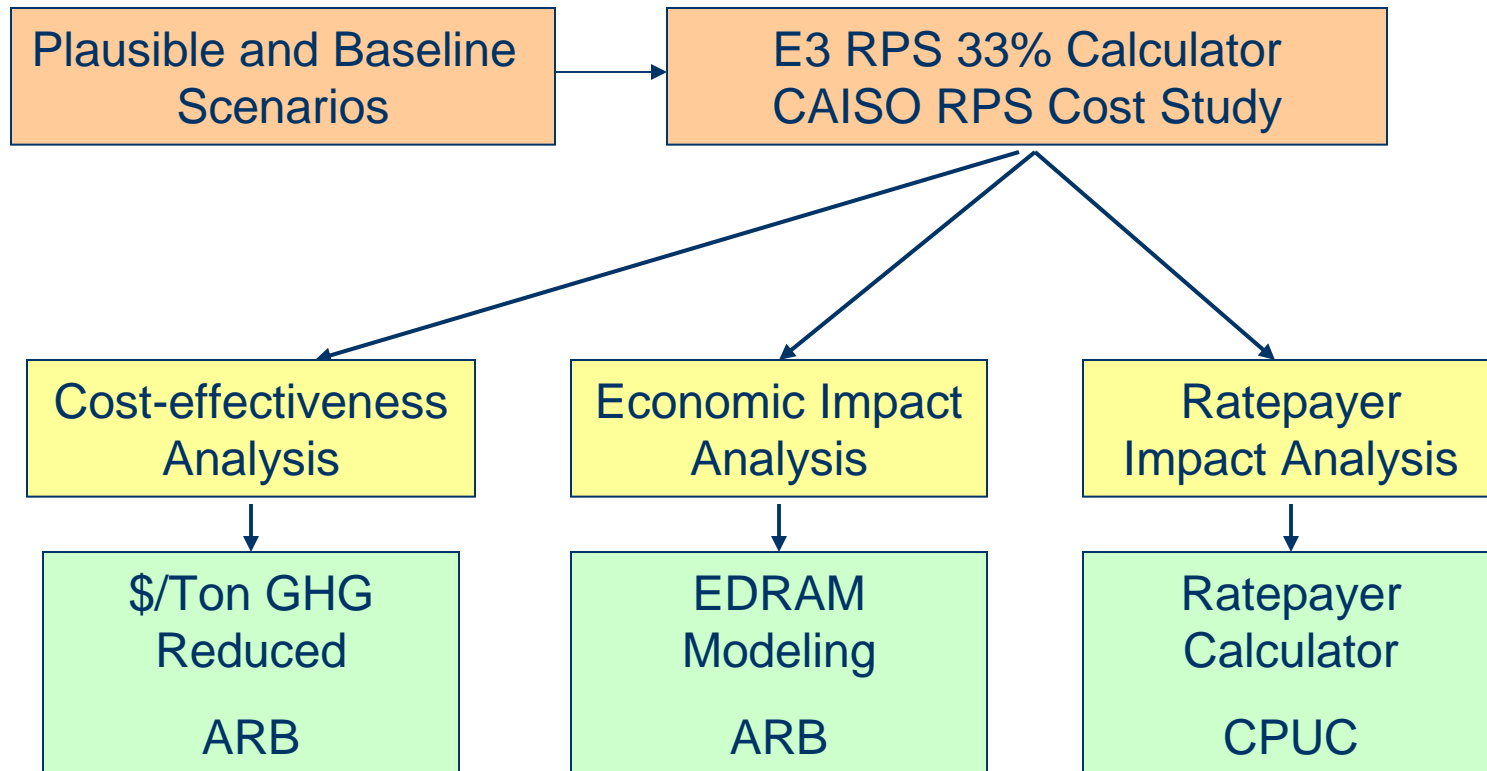 Plausible and Baseline
Scenarios
E3 RPS 33% Calculator
CAISO RPS Cost Study
Cost-effectiveness
Analysis
Economic Impact
Analysis
Ratepayer
Impact Analysis
$/Ton GHG
Reduced
ARB
EDRAM
Modeling
ARB
Ratepayer
Calculator
CPUC